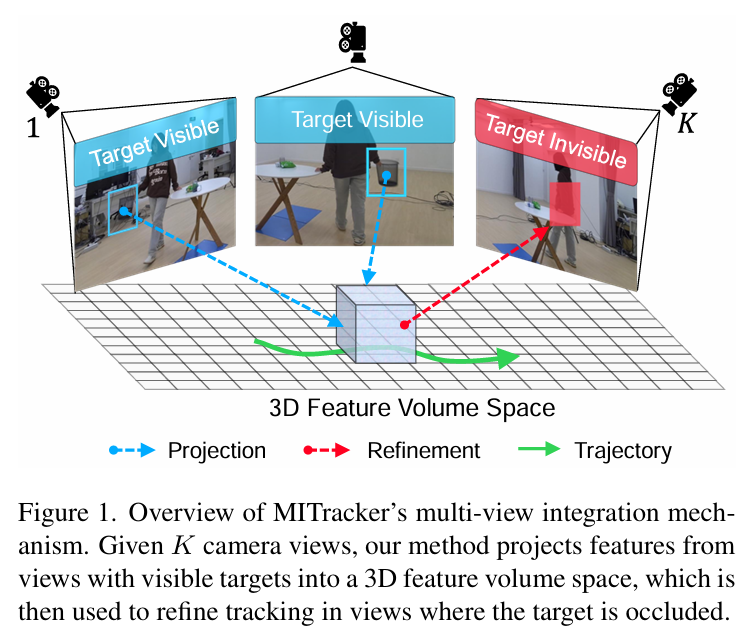 1
K
Target Visible
Target Visible
Target Invisible
3D Feature Volume Space
Projection
Refinement
Trajectory
Figure 1. Overview of MITracker's multi-view integration mech-
anism. Given K camera views, our method projects features from
views with visible targets into a 3D feature volume space, which is
then used to refine tracking in views where the target is occluded.